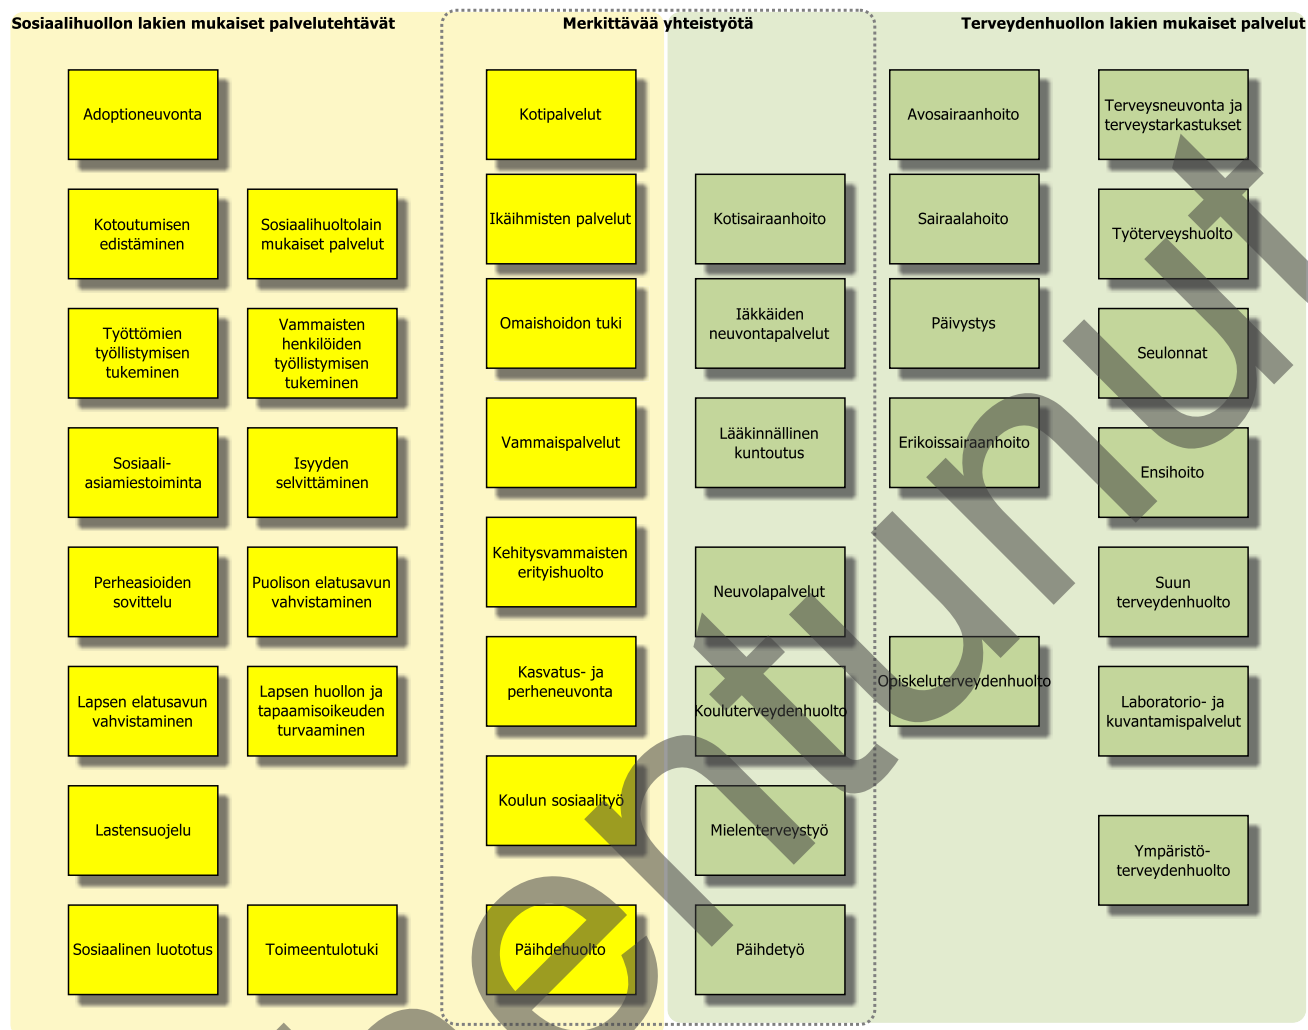 Sosiaalihuollon lakien mukaiset palvelutehtävät
Merkittävää yhteistyötä
Terveydenhuollon lakien mukaiset palvelut
Adoptioneuvonta
Kotoutumisen
edistäminen
Sosiaalihuoltolain
mukaiset palvelut
Työttömien
työllistymisen
tukeminen
Vammaisten
henkilöiden
työllistymisen
tukeminen
Sosiaali-
asiamiestoiminta
Isyyden
selvittäminen
Perheasioiden
sovittelu
Puolison elatusavun
vahvistaminen
Lapsen elatusavun
vahvistaminen
Lapsen huollon ja
tapaamisoikeuden
turvaaminen
Lastensuojelu
Sosiaalinen luototus
Toimeentulotuki
Kotipalvelut
Ikäihmisten palvelut
Omaishoidon tuki
Vammaispalvelut
Kehitysvammaisten
erityishuolto
Kasvatus- ja
perheneuvonta
Koulun sosiaalityö
Päihdehuolto
Kotisairaanhoito
Iäkkäiden
neuvontapalvelut
Lääkinnällinen
kuntoutus
Neuvolapalvelut
Kouluterveydenhuolto
Mielenterveystyö
Päihdetyö
Avosairaanhoito
Sairaalahoito
Päivystys
Erikoissairaanhoito
Opiskeluterveydenhuolto
Terveysneuvonta ja
terveystarkastukset
Työterveyshuolto
Seulonnat
Ensihoito
Suun
terveydenhuolto
Laboratorio- ja
kuvantamispalvelut
Ympäristö-
terveydenhuolto